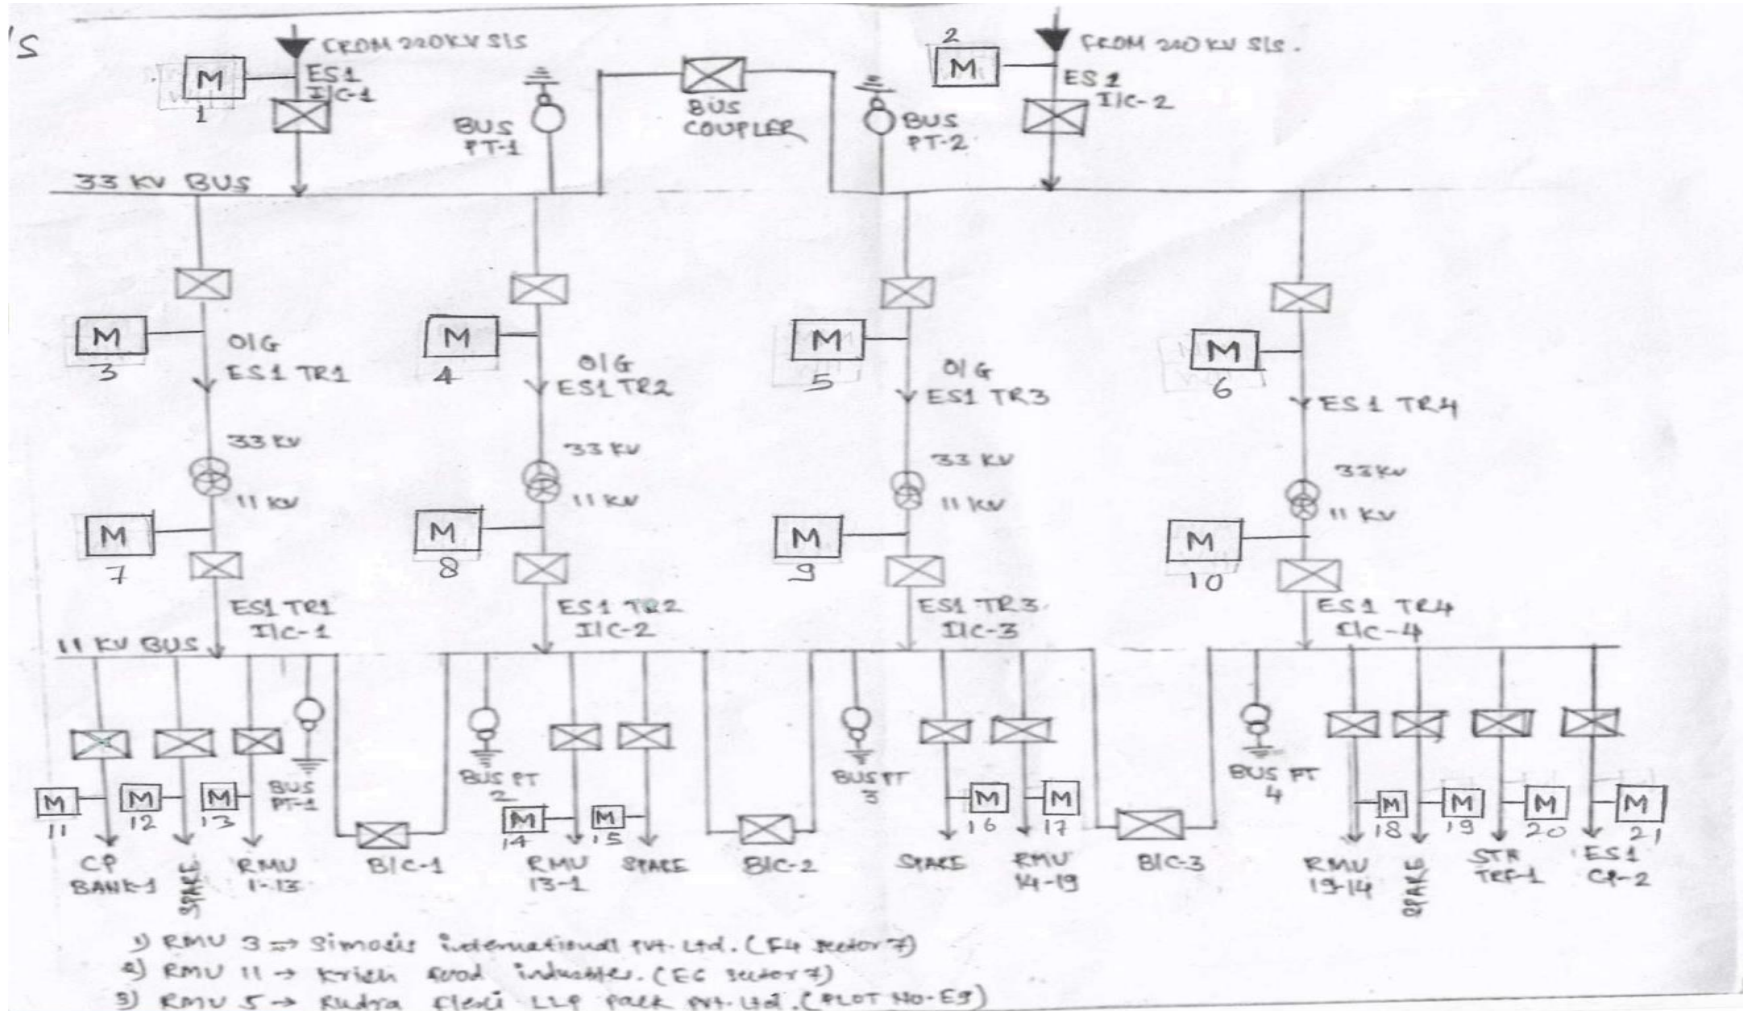 /S
FROM 220KV S/S
2
FROM 220 KV S/S.
M
ES1
I/C-1
1
M
ES1
I/C-2
BUS
PT-1
BUS
COUPLER
BUS
PT-2
33 KV BUS
M
3
O/G
ES1 TR1
M
4
O/G
ES1 TR2
M
5
O/G
ES1 TR3
M
6
ES1 TR4
33 KV
11 KV
33 KV
11 KV
33 KV
11 KV
33 KV
11 KV
M
7
M
8
M
9
M
10
ES1 TR1
I/C-1
ES1 TR2
I/C-2
ES1 TR3.
I/C-3
ES1 TR4
I/C-4
11 KV BUS
M
11
M
12
M
13
BUS
PT-1
BUS PT
2
M
14
M
15
BUS PT
3
M
16
M
17
BUS PT
4
M
18
M
19
M
20
M
21
CP
BANK-1
SPARE
RMU
1-13
B/C-1
RMU
13-1
SPARE
B/C-2
SPARE
RMU
14-19
B/C-3
RMU
19-14
SPARE
STN
TRF-1
ES1
CP-2
1) RMU 3 ⇒ Simosis international Pvt. Ltd. (F4 sector 7)
2) RMU 11 → Krish food industies. (E6 sector 7)
3) RMU 5 → Rudra flexi LLP pack Pvt. Ltd. (PLOT NO-E9)